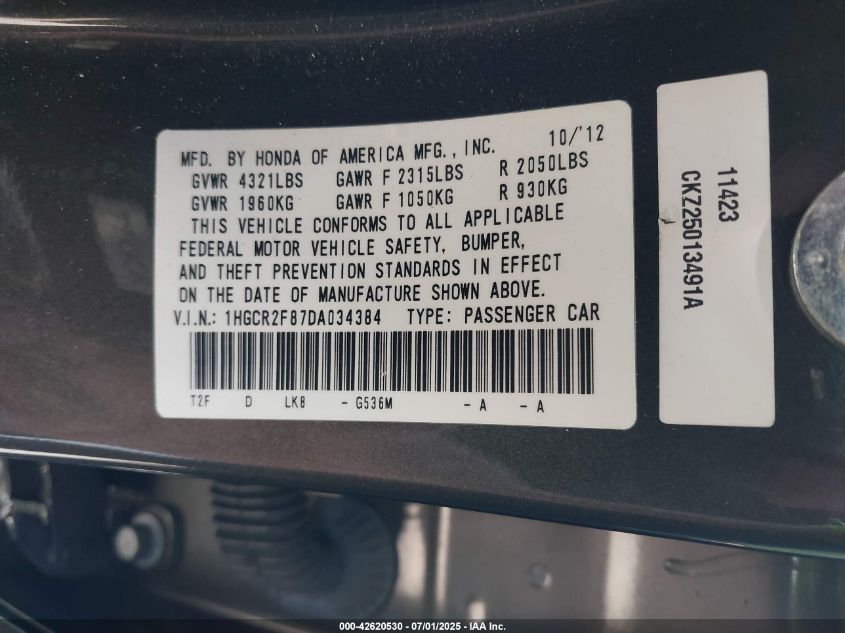 MFD. BY HONDA OF AMERICA MFG., INC. 10/'12
GVWR 4321LBS GAWR F 2315LBS R 2050LBS
GVWR 1960KG GAWR F 1050KG R 930KG
THIS VEHICLE CONFORMS TO ALL APPLICABLE
FEDERAL MOTOR VEHICLE SAFETY, BUMPER,
AND THEFT PREVENTION STANDARDS IN EFFECT
ON THE DATE OF MANUFACTURE SHOWN ABOVE.
V.I.N.: 1HGCR2F87DA034384 TYPE: PASSENGER CAR
T2F D LK8 - G536M - A - A
11423
CKZ25013491A
000-42620530 - 07/01/2025 - IAA Inc.